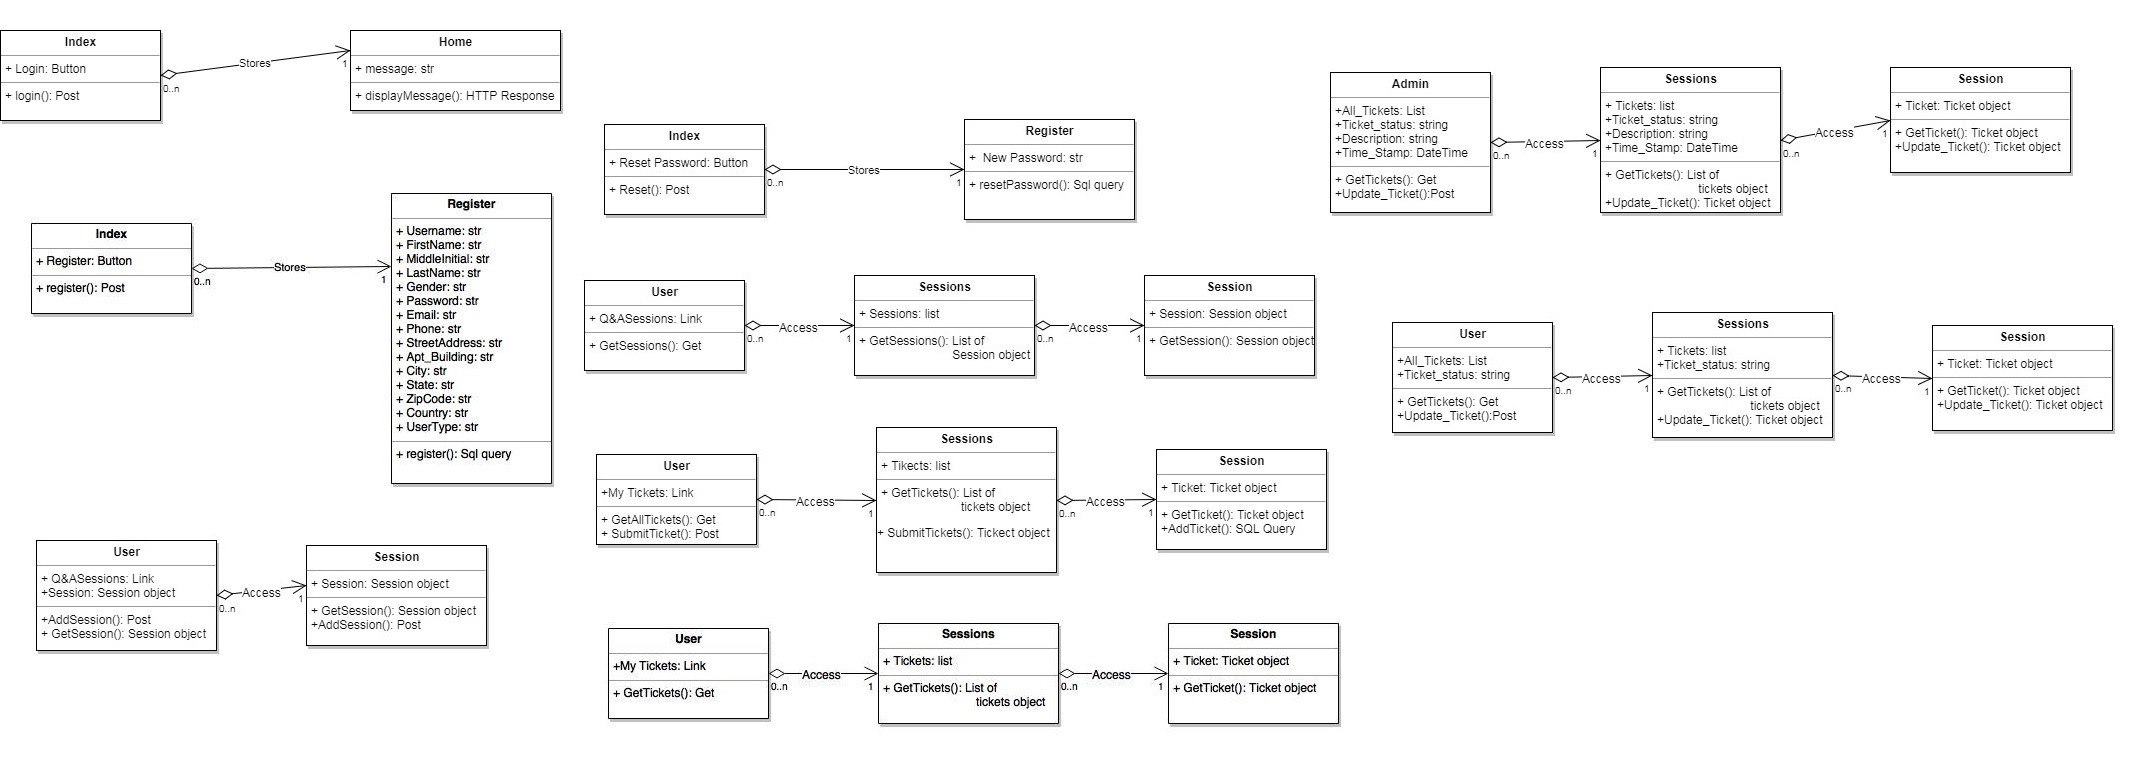 Index
+ Login: Button
+ login(): Post
0..n
Stores
1
Home
+ message: str
+ displayMessage(): HTTP Response
Index
+ Register: Button
+ register(): Post
0..n
Stores
1
Register
+ Username: str
+ FirstName: str
+ MiddleInitial: str
+ LastName: str
+ Gender: str
+ Password: str
+ Email: str
+ Phone: str
+ StreetAddress: str
+ Apt_Building: str
+ City: str
+ State: str
+ ZipCode: str
+ Country: str
+ UserType: str
+ register(): Sql query
User
+ Q&ASessions: Link
+Session: Session object
+AddSession(): Post
+ GetSession(): Session object
0..n
Access
1
Session
+ Session: Session object
+ GetSession(): Session object
+AddSession(): Post
Index
+ Reset Password: Button
+ Reset(): Post
0..n
Stores
1
Register
+ New Password: str
+ resetPassword(): Sql query
User
+ Q&ASessions: Link
+ GetSessions(): Get
0..n
Access
1
Sessions
+ Sessions: list
+ GetSessions(): List of
Session object
0..n
Access
1
Session
+ Session: Session object
+ GetSession(): Session object
User
+My Tickets: Link
+ GetAllTickets(): Get
+ SubmitTicket(): Post
0..n
Access
1
Sessions
+ Tikects: list
+ GetTickets(): List of
tickets object
+ SubmitTickets(): Tickect object
0..n
Access
1
Session
+ Ticket: Ticket object
+ GetTicket(): Ticket object
+AddTicket(): SQL Query
User
+My Tickets: Link
+ GetTickets(): Get
0..n
Access
1
Sessions
+ Tickets: list
+ GetTickets(): List of
tickets object
0..n
Access
1
Session
+ Ticket: Ticket object
+ GetTicket(): Ticket object
Admin
+All_Tickets: List
+Ticket_status: string
+Description: string
+Time_Stamp: DateTime
+ GetTickets(): Get
+Update_Ticket():Post
0..n
Access
1
Sessions
+ Tickets: list
+Ticket_status: string
+Description: string
+Time_Stamp: DateTime
+ GetTickets(): List of
tickets object
+Update_Ticket(): Ticket object
0..n
Access
1
Session
+ Ticket: Ticket object
+ GetTicket(): Ticket object
+Update_Ticket(): Ticket object
User
+All_Tickets: List
+Ticket_status: string
+ GetTickets(): Get
+Update_Ticket():Post
0..n
Access
1
Sessions
+ Tickets: list
+Ticket_status: string
+ GetTickets(): List of
tickets object
+Update_Ticket(): Ticket object
0..n
Access
1
Session
+ Ticket: Ticket object
+ GetTicket(): Ticket object
+Update_Ticket(): Ticket object